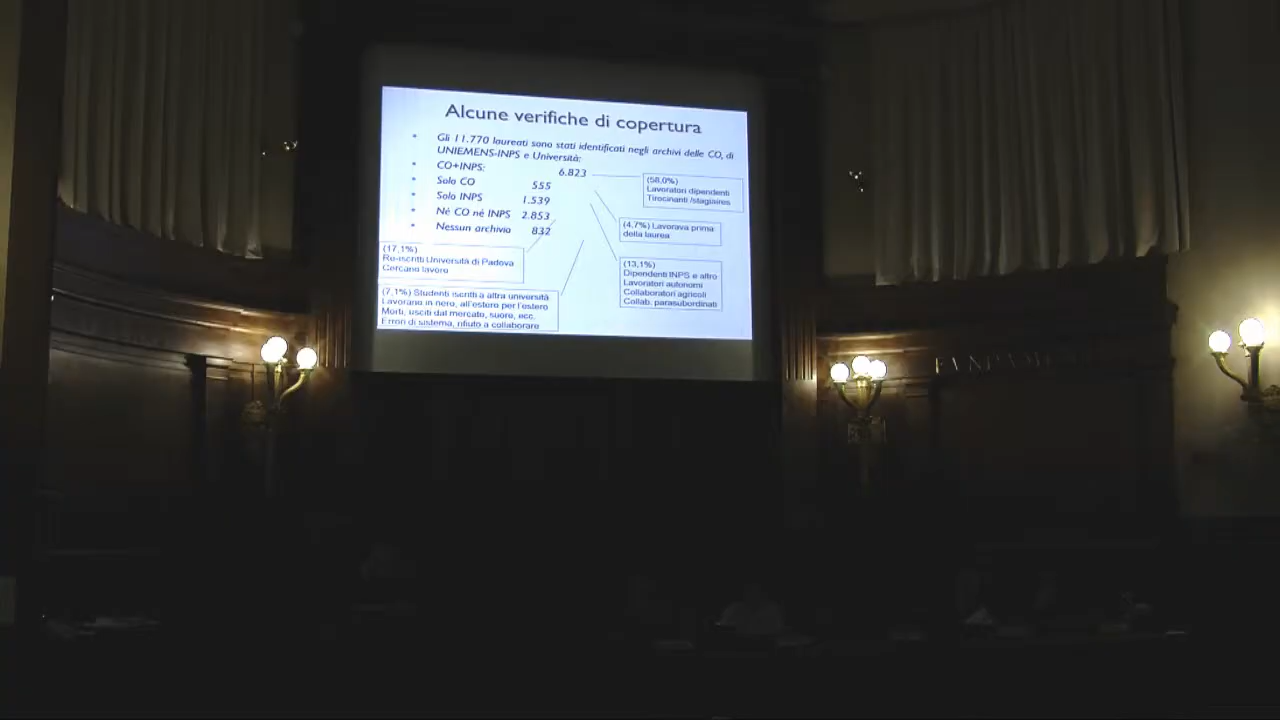 Alcune verifiche di copertura
• Gli 11.770 laureati sono stati identificati negli archivi delle CO, di
UNIEMENS-INPS e Università:
• CO+INPS: 6.823
• Solo CO 555
• Solo INPS 1.539
• Né CO né INPS 2.853
• Nessun archivio 832
(58,0%)
Lavoratori dipendenti
Tirocinanti /stagiaires
(4,7%) Lavorava prima
della laurea
(13,1%)
Dipendenti INPS e altro
Lavoratori autonomi
Collaboratori agricoli
Collab. parasubordinati
(17,1%)
Re-iscritti Università di Padova
Cercano lavoro
(7,1%) Studenti iscritti a altra università
Lavorano in nero, all'estero per l'estero
Morti, usciti dal mercato, suore, ecc.
Errori di sistema, rifiuto a collaborare